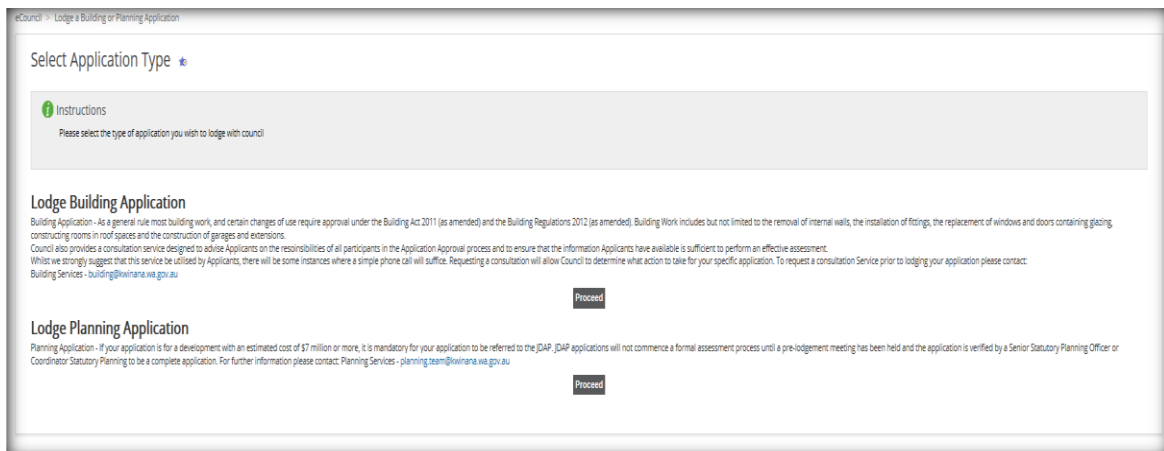 eCouncil > Lodge a Building or Planning Application
Select Application Type
Instructions
Please select the type of application you wish to lodge with council
Lodge Building Application
Building Application - As a general rule most building work, and certain changes of use require approval under the Building Act 2011 (as amended) and the Building Regulations 2012 (as amended). Building Work includes but not limited to the removal of internal walls, the installation of fittings, the replacement of windows and doors containing glazing,
constructing rooms in roof spaces and the construction of garages and extensions.
Council also provides a consultation service designed to advise Applicants on the resoinsibilities of all participants in the Application Approval process and to ensure that the information Applicants have available is sufficient to perform an effective assessment.
Whilst we strongly suggest that this service be utilised by Applicants, there will be some instances where a simple phone call will suffice. Requesting a consultation will allow Council to determine what action to take for your specific application. To request a consultation Service prior to lodging your application please contact:
Building Services - building@kwinana.wa.gov.au
Proceed
Lodge Planning Application
Planning Application - If your application is for a development with an estimated cost of $7 million or more, it is mandatory for your application to be referred to the JDAP. JDAP applications will not commence a formal assessment process until a pre-lodgement meeting has been held and the application is verified by a Senior Statutory Planning Officer or
Coordinator Statutory Planning to be a complete application. For further information please contact: Planning Services - planning.team@kwinana.wa.gov.au
Proceed